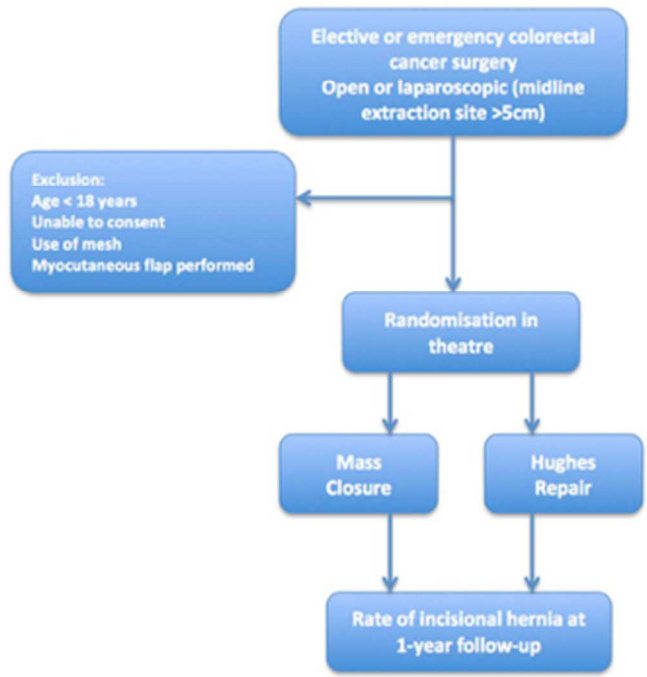 Elective or emergency colorectal
cancer surgery
Open or laparoscopic (midline
extraction site >5cm)
Exclusion:
Age < 18 years
Unable to consent
Use of mesh
Myocutaneous flap performed
Randomisation in
theatre
Mass
Closure
Hughes
Repair
Rate of incisional hernia at
1-year follow-up